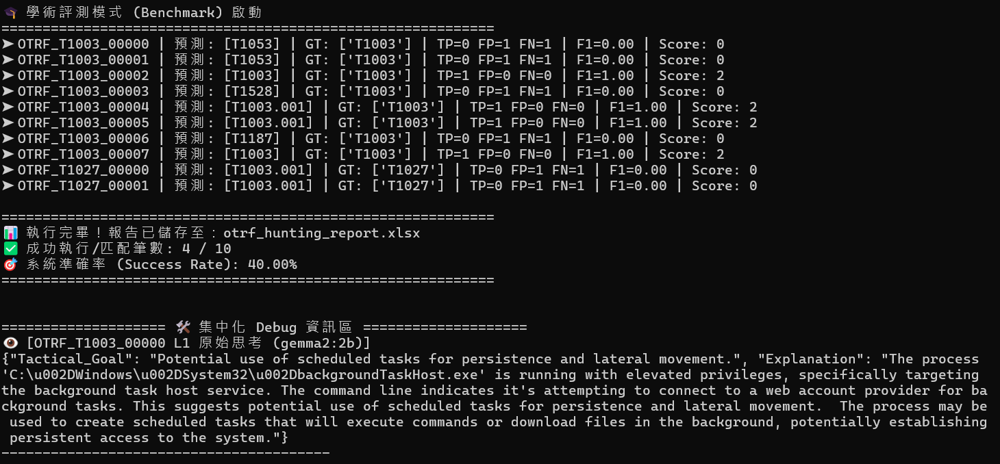 🎓 學術評測模式 (Benchmark) 啟動
============================================================
➤ OTRF_T1003_00000 | 預測: [T1053] | GT: ['T1003'] | TP=0 FP=1 FN=1 | F1=0.00 | Score: 0
➤ OTRF_T1003_00001 | 預測: [T1053] | GT: ['T1003'] | TP=0 FP=1 FN=1 | F1=0.00 | Score: 0
➤ OTRF_T1003_00002 | 預測: [T1003] | GT: ['T1003'] | TP=1 FP=0 FN=0 | F1=1.00 | Score: 2
➤ OTRF_T1003_00003 | 預測: [T1528] | GT: ['T1003'] | TP=0 FP=1 FN=1 | F1=0.00 | Score: 0
➤ OTRF_T1003_00004 | 預測: [T1003.001] | GT: ['T1003'] | TP=1 FP=0 FN=0 | F1=1.00 | Score: 2
➤ OTRF_T1003_00005 | 預測: [T1003.001] | GT: ['T1003'] | TP=1 FP=0 FN=0 | F1=1.00 | Score: 2
➤ OTRF_T1003_00006 | 預測: [T1187] | GT: ['T1003'] | TP=0 FP=1 FN=1 | F1=0.00 | Score: 0
➤ OTRF_T1003_00007 | 預測: [T1003] | GT: ['T1003'] | TP=1 FP=0 FN=0 | F1=1.00 | Score: 2
➤ OTRF_T1027_00000 | 預測: [T1003.001] | GT: ['T1027'] | TP=0 FP=1 FN=1 | F1=0.00 | Score: 0
➤ OTRF_T1027_00001 | 預測: [T1003.001] | GT: ['T1027'] | TP=0 FP=1 FN=1 | F1=0.00 | Score: 0
============================================================
📊 執行完畢！報告已儲存至：otrf_hunting_report.xlsx
✅ 成功執行/匹配筆數: 4 / 10
🎯 系統準確率 (Success Rate): 40.00%
============================================================
==================== 🛠️ 集中化 Debug 資訊區 ====================
👁️ [OTRF_T1003_00000 L1 原始思考 (gemma2:2b)]
{"Tactical_Goal": "Potential use of scheduled tasks for persistence and lateral movement.", "Explanation": "The process
'C:\u002DWindows\u002DSystem32\u002DbackgroundTaskHost.exe' is running with elevated privileges, specifically targeting
the background task host service. The command line indicates it's attempting to connect to a web account provider for ba
ckground tasks. This suggests potential use of scheduled tasks for persistence and lateral movement.  The process may be
used to create scheduled tasks that will execute commands or download files in the background, potentially establishing
persistent access to the system."}
----------------------------------------